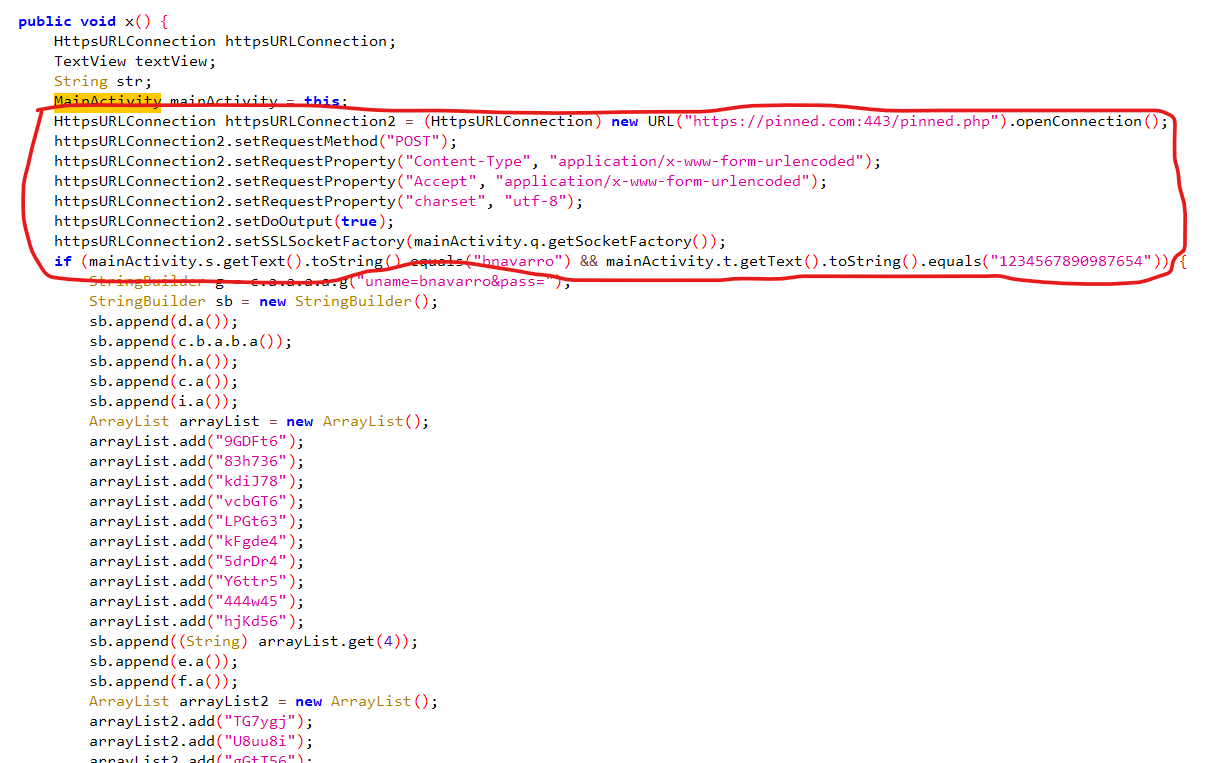 public void x() {
    HttpsURLConnection httpsURLConnection;
    TextView textView;
    String str;
    MainActivity mainActivity = this;
    HttpsURLConnection httpsURLConnection2 = (HttpsURLConnection) new URL("https://pinned.com:443/pinned.php").openConnection();
    httpsURLConnection2.setRequestMethod("POST");
    httpsURLConnection2.setRequestProperty("Content-Type", "application/x-www-form-urlencoded");
    httpsURLConnection2.setRequestProperty("Accept", "application/x-www-form-urlencoded");
    httpsURLConnection2.setRequestProperty("charset", "utf-8");
    httpsURLConnection2.setDoOutput(true);
    httpsURLConnection2.setSSLSocketFactory(mainActivity.q.getSocketFactory());
    if (mainActivity.s.getText().toString().equals("bnavarro") && mainActivity.t.getText().toString().equals("1234567890987654")) {
        StringBuilder g = c.a.a.a.a.g("uname=bnavarro&pass=");
        StringBuilder sb = new StringBuilder();
        sb.append(d.a());
        sb.append(c.b.a.b.a());
        sb.append(h.a());
        sb.append(c.a());
        sb.append(i.a());
        ArrayList arrayList = new ArrayList();
        arrayList.add("9GDFt6");
        arrayList.add("83h736");
        arrayList.add("kdiJ78");
        arrayList.add("vcbGT6");
        arrayList.add("LPGt63");
        arrayList.add("kFgde4");
        arrayList.add("5drDr4");
        arrayList.add("Y6ttr5");
        arrayList.add("444w45");
        arrayList.add("hjKd56");
        sb.append((String) arrayList.get(4));
        sb.append(e.a());
        sb.append(f.a());
        ArrayList arrayList2 = new ArrayList();
        arrayList2.add("TG7ygj");
        arrayList2.add("U8uu8i");
        arrayList2.add("gGtT56");